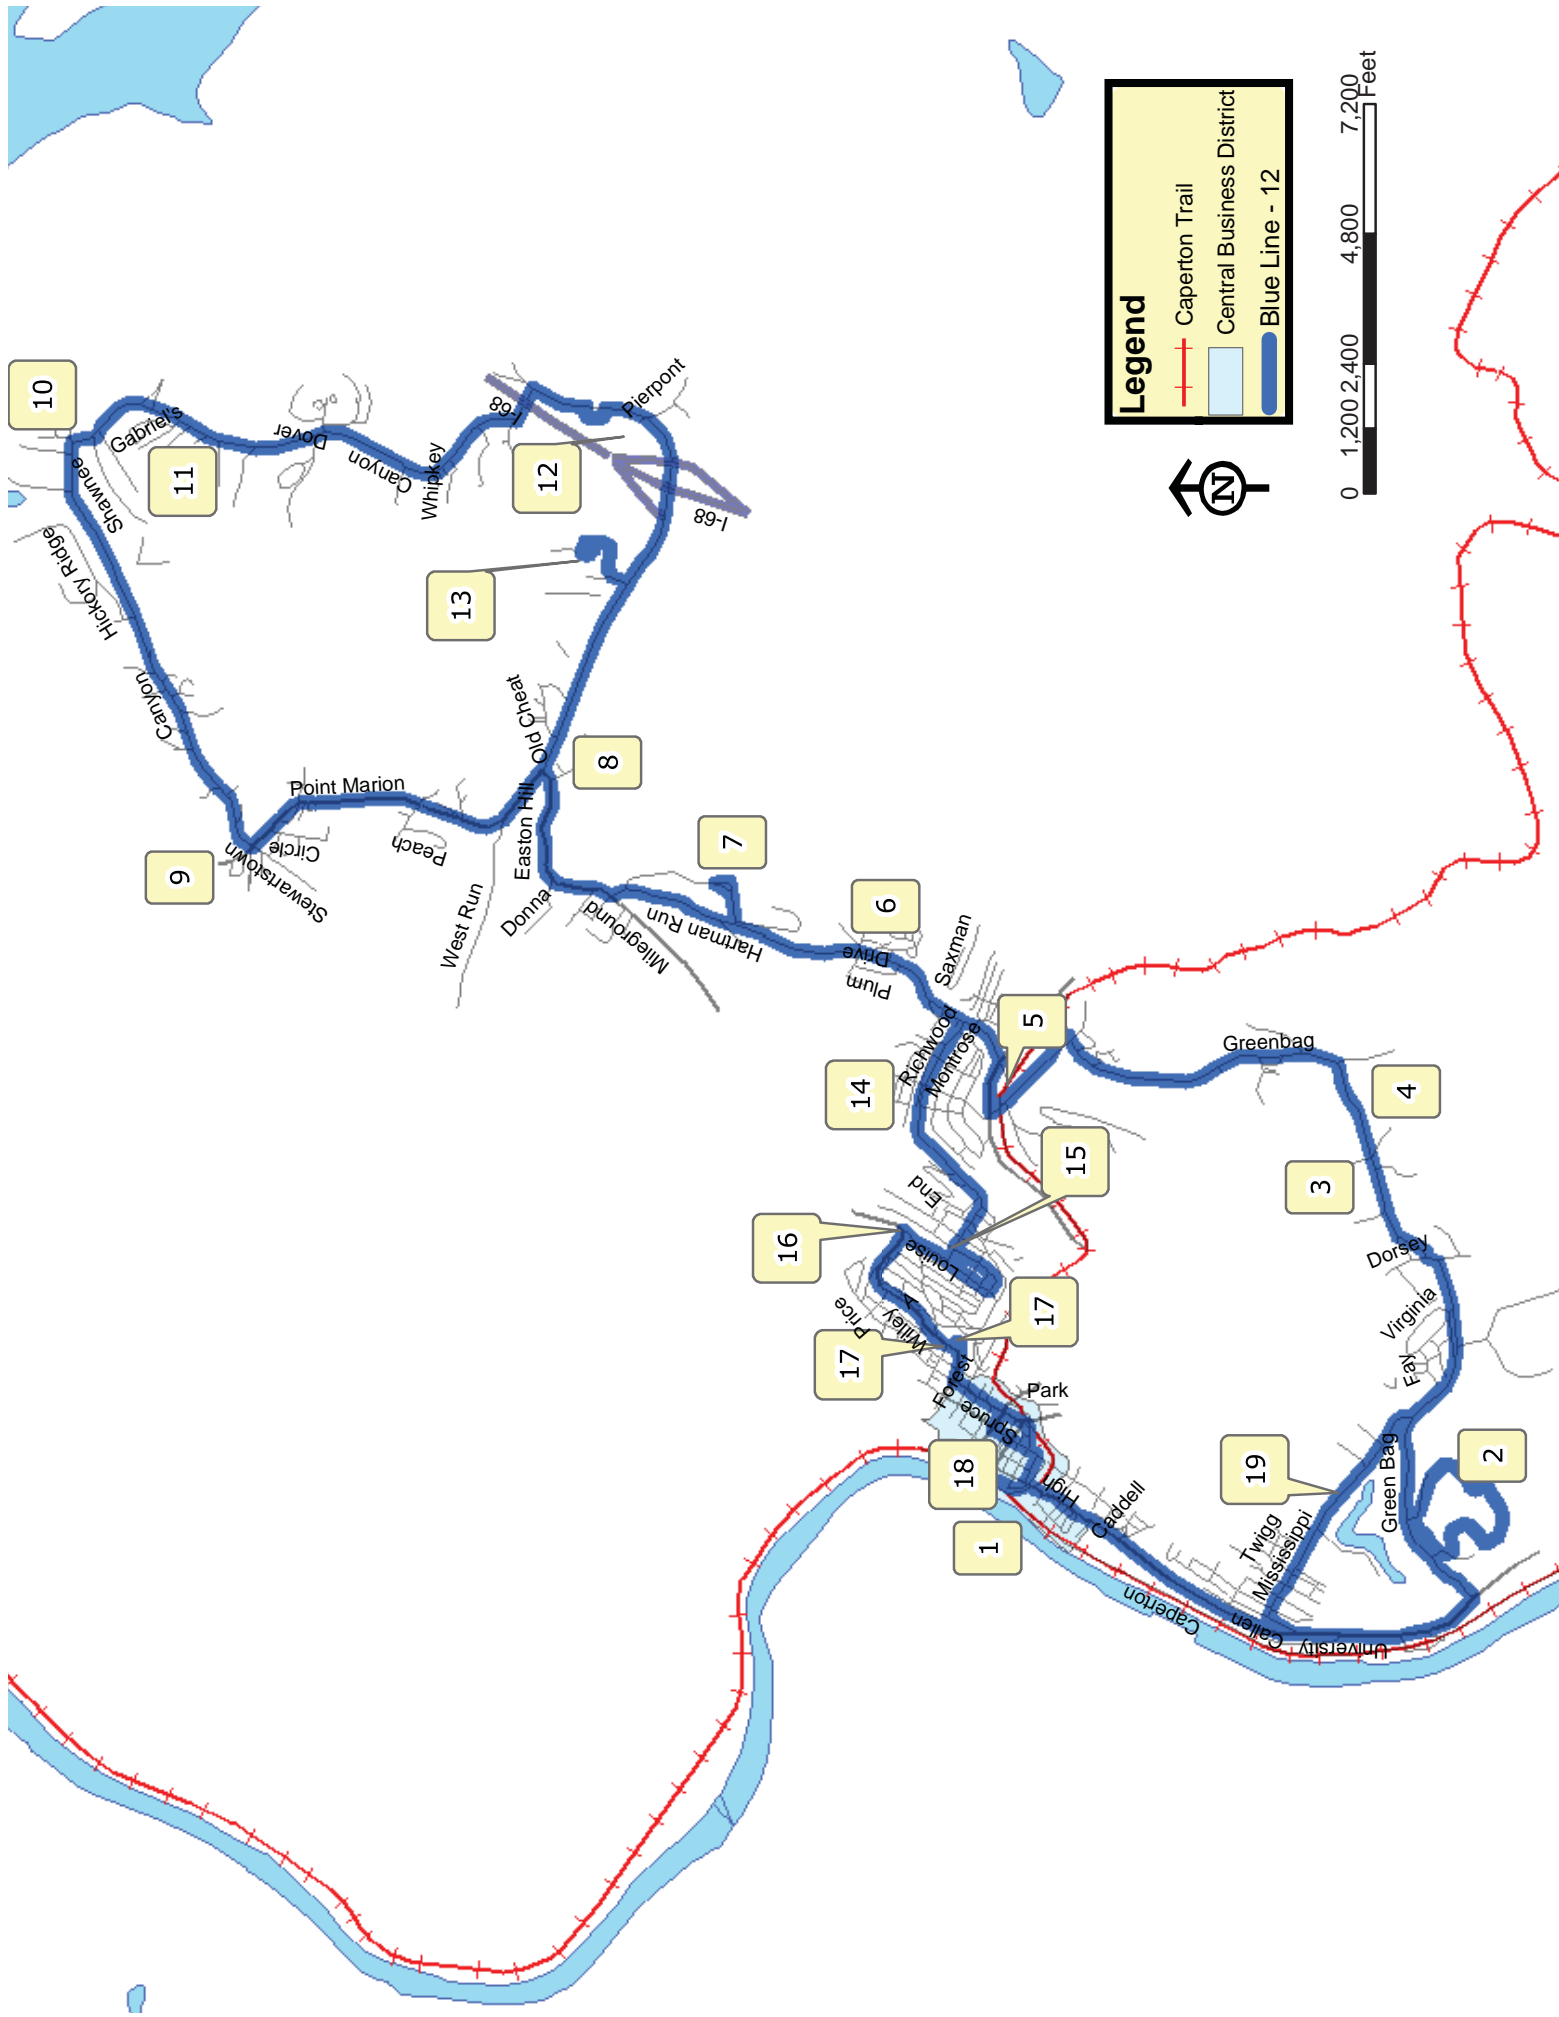 10
Gabriel's
Shawnee
11
Hickory Ridge
Dover
Canyon
Whipkey
I-68
Pierpont
12
I-68
13
Canyon
Old Cheat
8
Point Marion
Easton Hill
9
Circle
Stewartstown
Peach
West Run
Donna
7
Mileground
Hartman Run
6
Drive
Plum
Saxman
5
Richwood
Montrose
14
Greenbag
4
3
15
End
16
Louise
Dorsey
Virginia
Fay
17
Price
Willey
A
17
Forest
Spruce
Park
18
1
High
Caddell
19
Green Bag
2
Twigg
Mississippi
Callen
University
Caperton
Legend
Caperton Trail
Central Business District
Blue Line - 12
N
0 1,200 2,400 4,800 7,200
Feet